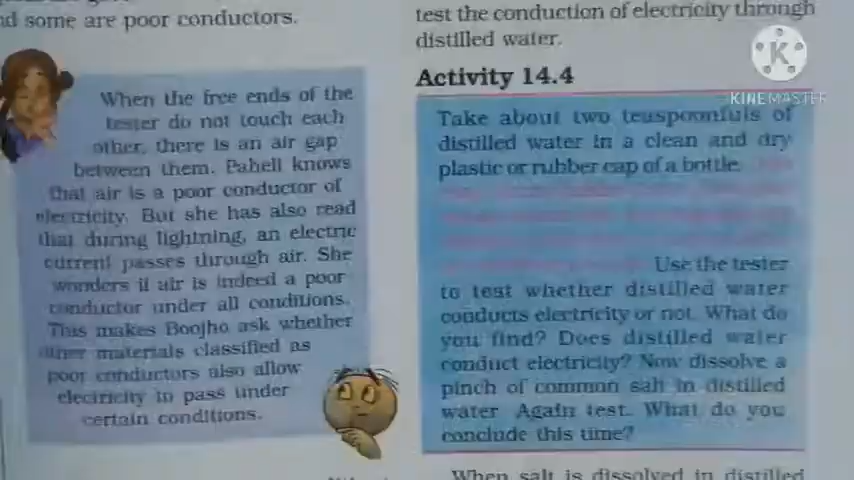 nd some are poor conductors.
When the free ends of the
tester do not touch each
other, there is an air gap
between them. Paheli knows
that air is a poor conductor of
electricity. But she has also read
that during lightning, an electric
current passes through air. She
wonders if air is indeed a poor
conductor under all conditions.
This makes Boojho ask whether
other materials classified as
poor conductors also allow
electricity to pass under
certain conditions.
test the conduction of electricity through
distilled water.
Activity 14.4
Take about two teaspoonfuls of
distilled water in a clean and dry
plastic or rubber cap of a bottle.
Use the tester
to test whether distilled water
conducts electricity or not. What do
you find? Does distilled water
conduct electricity? Now dissolve a
pinch of common salt in distilled
water. Again test. What do you
conclude this time?
When salt is dissolved in distilled
K
KINEMASTER